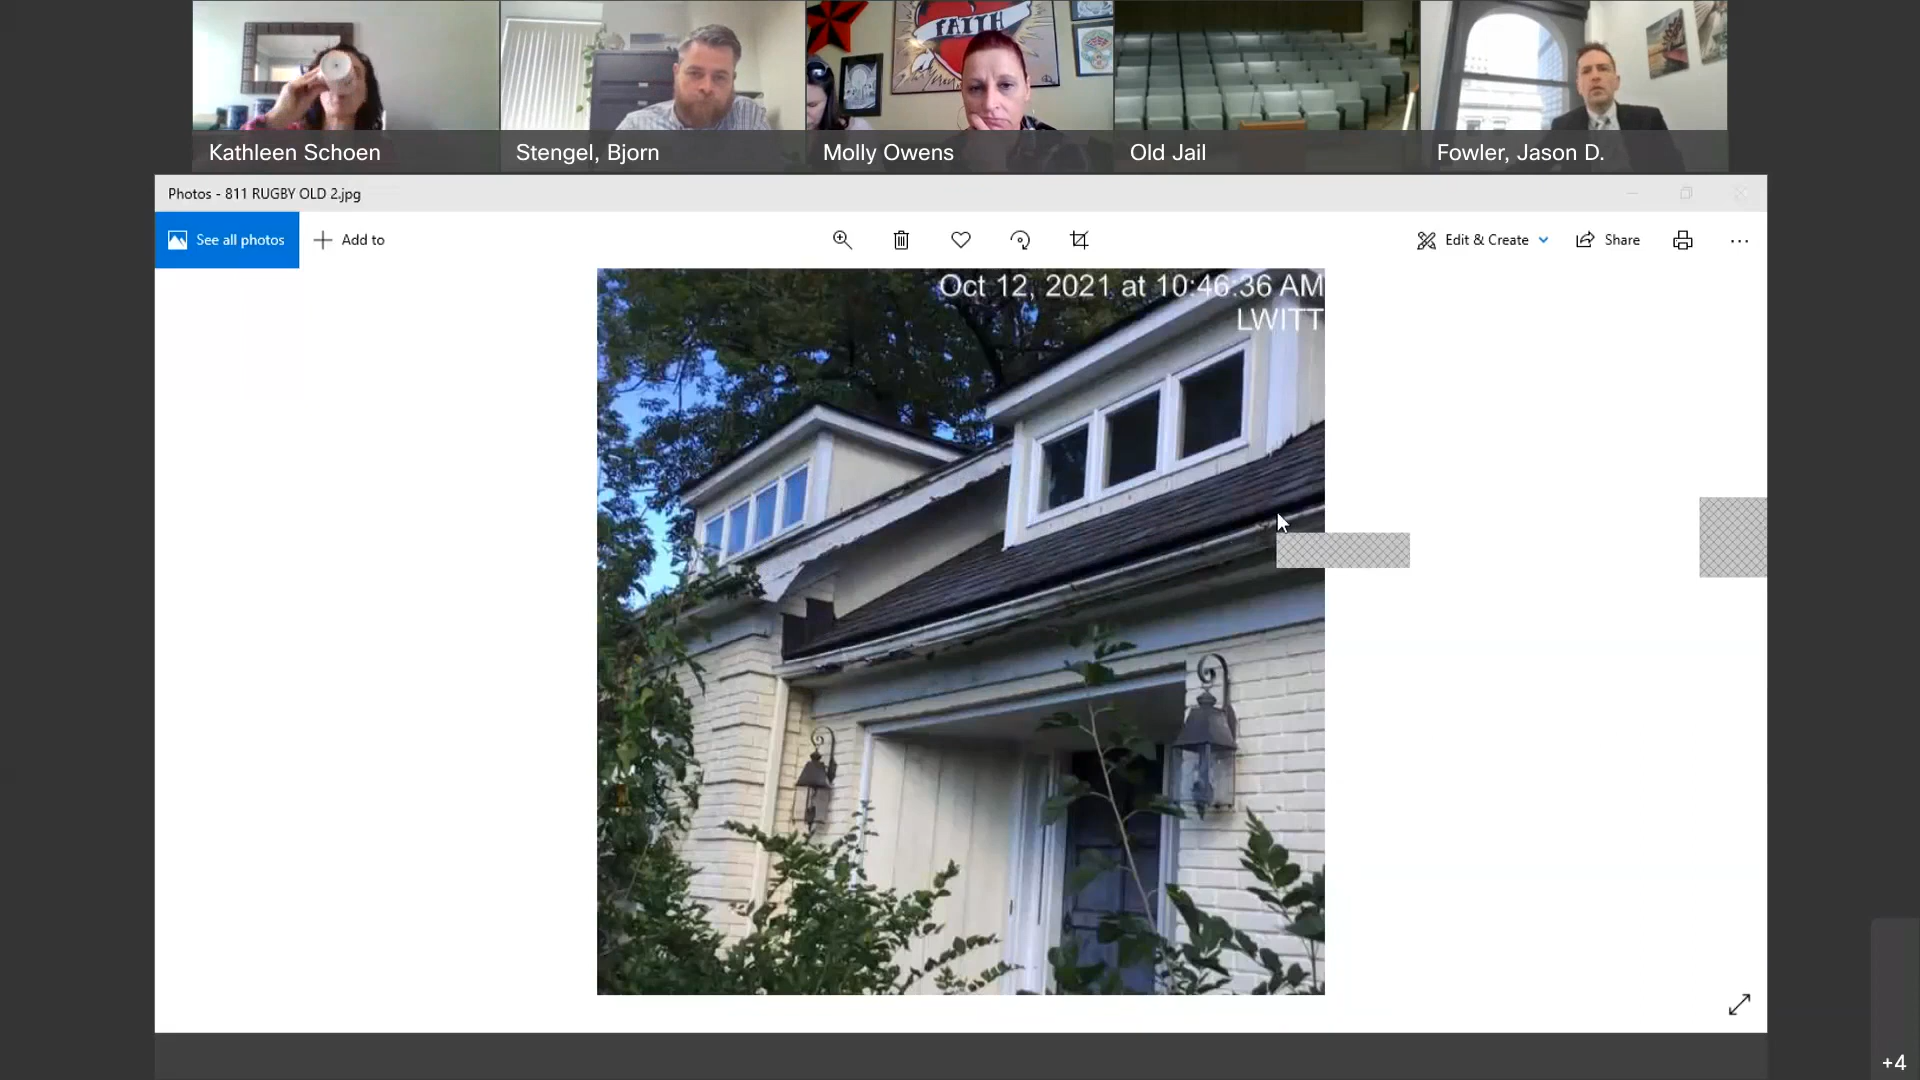 FAITH
Kathleen Schoen
Stengel, Bjorn
Molly Owens
Old Jail
Fowler, Jason D.
Photos - 811 RUGBY OLD 2.jpg
See all photos
Add to
Edit & Create
Share
Oct 12, 2021 at 10:46:36 AM
LWITT
+4